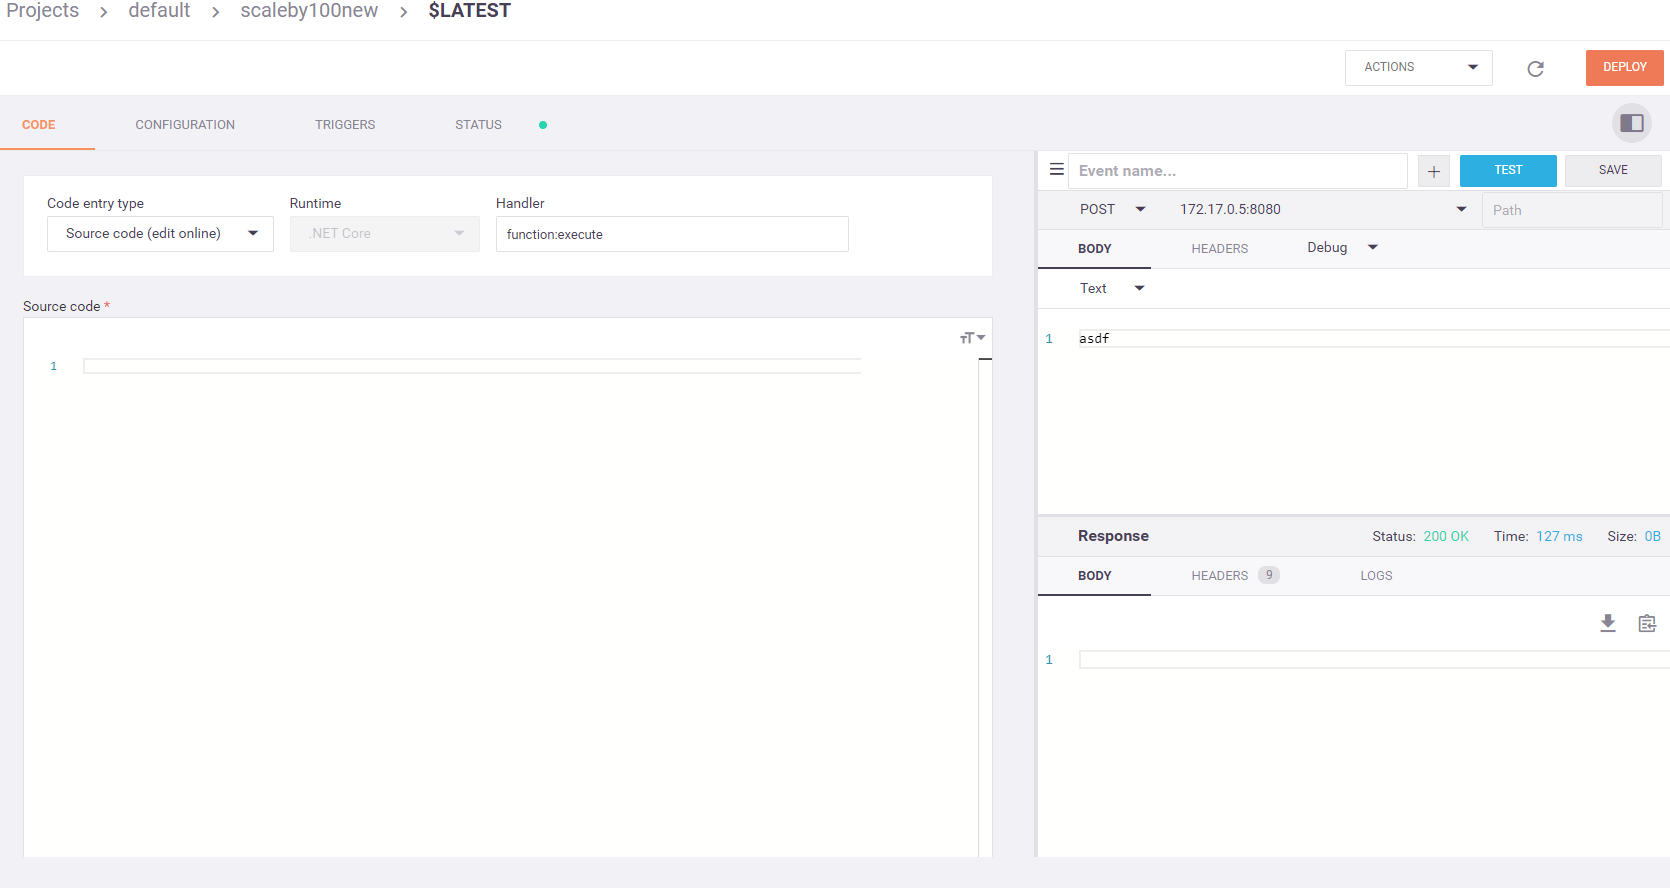 Projects > default > scaleby100new > $LATEST
ACTIONS
DEPLOY
CODE CONFIGURATION TRIGGERS STATUS
Code entry type Runtime Handler
Source code (edit online) .NET Core function:execute
Source code *
1
Event name... + TEST SAVE
POST 172.17.0.5:8080 Path
BODY HEADERS Debug
Text
1 asdf
Response Status: 200 OK Time: 127 ms Size: 0B
BODY HEADERS 9 LOGS
1